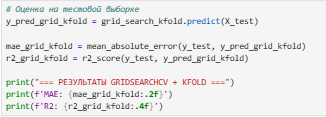 # Оценка на тестовой выборке
y_pred_grid_kfold = grid_search_kfold.predict(X_test)
mae_grid_kfold = mean_absolute_error(y_test, y_pred_grid_kfold)
r2_grid_kfold = r2_score(y_test, y_pred_grid_kfold)
print("=== РЕЗУЛЬТАТЫ GRIDSEARCHCV + KFOLD ===")
print(f'MAE: {mae_grid_kfold:.2f}')
print(f'R2: {r2_grid_kfold:.4f}')